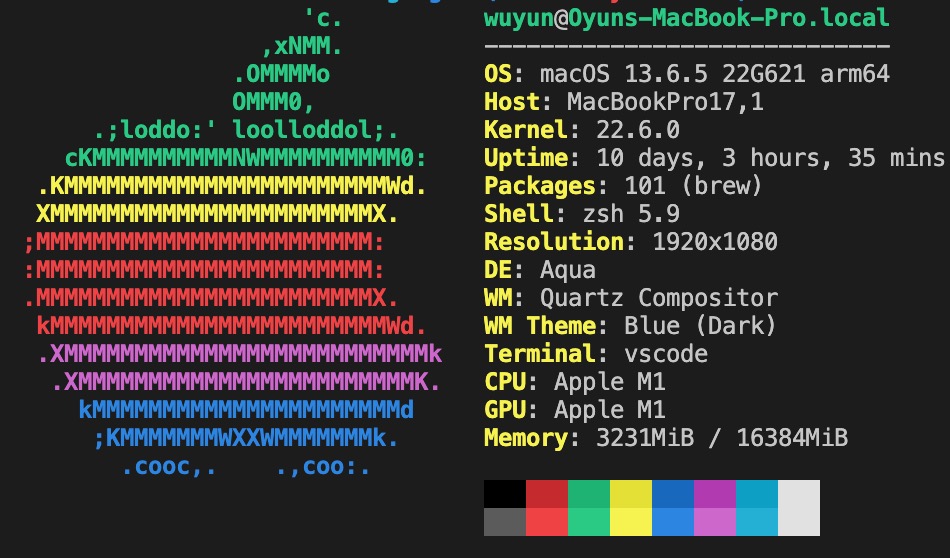 'c.
,xNMM.
.OMMMMo
OMMM0,
.;loddo:' loolloddol;.
cKMMMMMMMMMMNWMMMMMMMMMM0:
.KMMMMMMMMMMMMMMMMMMMMMMMWd.
XMMMMMMMMMMMMMMMMMMMMMMMX.
;MMMMMMMMMMMMMMMMMMMMMMMM:
:MMMMMMMMMMMMMMMMMMMMMMMM:
.MMMMMMMMMMMMMMMMMMMMMMMMX.
kMMMMMMMMMMMMMMMMMMMMMMMMWd.
.XMMMMMMMMMMMMMMMMMMMMMMMMMMk
.XMMMMMMMMMMMMMMMMMMMMMMMMK.
kMMMMMMMMMMMMMMMMMMMMMMd
;KMMMMMMMWXXWMMMMMMMk.
.cooc,.    .,coo:.
wuyun@Oyuns-MacBook-Pro.local
-----------------------------
OS: macOS 13.6.5 22G621 arm64
Host: MacBookPro17,1
Kernel: 22.6.0
Uptime: 10 days, 3 hours, 35 mins
Packages: 101 (brew)
Shell: zsh 5.9
Resolution: 1920x1080
DE: Aqua
WM: Quartz Compositor
WM Theme: Blue (Dark)
Terminal: vscode
CPU: Apple M1
GPU: Apple M1
Memory: 3231MiB / 16384MiB